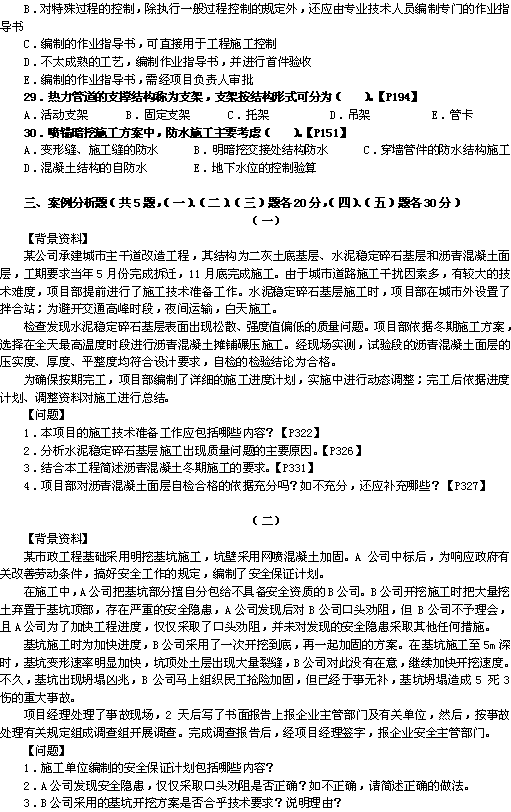 B．对特殊过程的控制，除执行一般过程控制的规定外，还应由专业技术人员编制专门的作业指
导书
C．编制的作业指导书，可直接用于工程施工控制
D．不太成熟的工艺，编制作业指导书，并进行首件验收
E．编制的作业指导书，需经项目负责人审批
29．热力管道的支撑结构称为支架，支架按结构形式可分为（ ）。【P194】
A．活动支架 B．固定支架 C．托架 D．吊架 E．管卡
30．喷锚暗挖施工方案中，防水施工主要考虑（ ）。【P151】
A．变形缝、施工缝的防水 B．明暗挖交接处结构防水 C．穿墙管件的防水结构施工
D．混凝土结构的自防水 E．地下水位的控制验算
三、案例分析题（共5题，（一）、（二）、（三）题各20分，（四）、（五）题各30分）
（一）
【背景资料】
某公司承建城市主干道改造工程，其结构为二灰土底基层、水泥稳定碎石基层和沥青混凝土面
层，工期要求当年5月份完成拆迁，11月底完成施工。由于城市道路施工干扰因素多，有较大的技
术难度，项目部提前进行了施工技术准备工作。水泥稳定碎石基层施工时，项目部在城市外设置了
拌合站；为避开交通高峰时段，夜间运输，白天施工。
检查发现水泥稳定碎石基层表面出现松散、强度值偏低的质量问题。项目部依据冬期施工方案，
选择在全天最高温度时段进行沥青混凝土摊铺碾压施工。经现场实测，试验段的沥青混凝土面层的
压实度、厚度、平整度均符合设计要求，自检的检验结论为合格。
为确保按期完工，项目部编制了详细的施工进度计划，实施中进行动态调整；完工后依据进度
计划、调整资料对施工进行总结。
【问题】
1．本项目的施工技术准备工作应包括哪些内容？【P322】
2．分析水泥稳定碎石基层施工出现质量问题的主要原因。【P326】
3．结合本工程简述沥青混凝土冬期施工的要求。【P331】
4．项目部对沥青混凝土面层自检合格的依据充分吗？如不充分，还应补充哪些？【P327】
（二）
【背景资料】
某市政工程基础采用明挖基坑施工，坑壁采用网喷混凝土加固。A 公司中标后，为响应政府有
关改善劳动条件，搞好安全工作的规定，编制了安全保证计划。
在施工中，A公司把基坑部分擅自分包给不具备安全资质的B公司。B公司开挖施工时把大量挖
土弃置于基坑顶部，存在严重的安全隐患，A公司发现后对B公司口头劝阻，但 B公司不予理会，
且A公司为了加快工程进度，仅仅采取了口头劝阻，并未对发现的安全隐患采取其他任何措施。
基坑施工时为加快进度，B公司采用了一次开挖到底，再一起加固的方案。在基坑施工至5m深
时，基坑变形速率明显加快，坑顶处土层出现大量裂缝，B公司对此没有在意，继续加快开挖速度。
不久，基坑出现坍塌凶兆，B公司马上组织民工抢险加固，但已经于事无补，基坑坍塌造成5 死3
伤的重大事故。
项目经理处理了事故现场，2 天后写了书面报告上报企业主管部门及有关单位，然后，按事故
处理有关规定组成调查组开展调查。完成调查报告后，经项目经理签字，报企业安全主管部门。
【问题】
1．施工单位编制的安全保证计划包括哪些内容？
2．A公司发现安全隐患，仅仅采取口头劝阻是否正确？如不正确，请简述正确的做法。
3．B公司采用的基坑开挖方案是否合乎技术要求？说明理由？